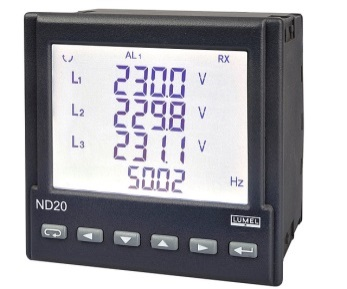 AL1 RX
L1 230.0 V
L2 229.8 V
L3 231.1 V
50.02 Hz
ND20 LUMEL